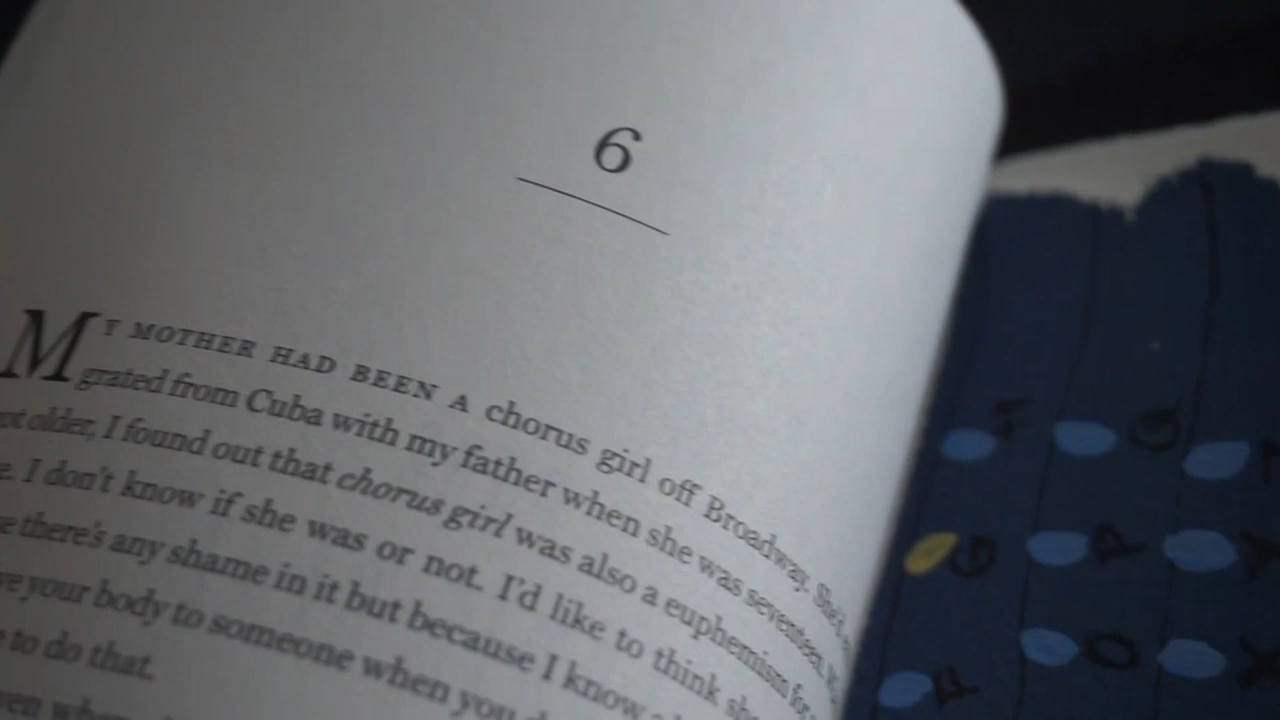 6
MY MOTHER HAD BEEN A chorus girl off Broadway. She'd
grated from Cuba with my father when she was seventeen.
got older, I found out that chorus girl was also a euphemism for
I don't know if she was or not. I'd like to think she
there's any shame in it but because I know
your body to someone when you
to do that.